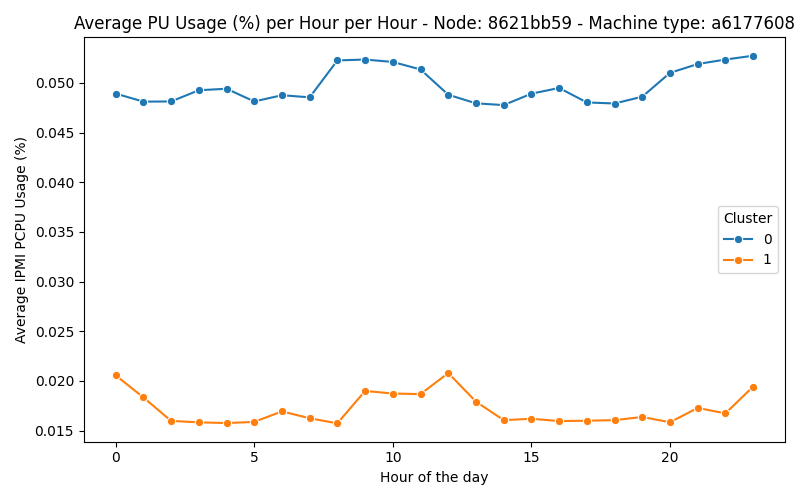 Average PU Usage (%) per Hour per Hour - Node: 8621bb59 - Machine type: a6177608
Average IPMI PCPU Usage (%)
0.050
0.045
0.040
0.035
0.030
0.025
0.020
0.015
Cluster
0
1
0 5 10 15 20
Hour of the day